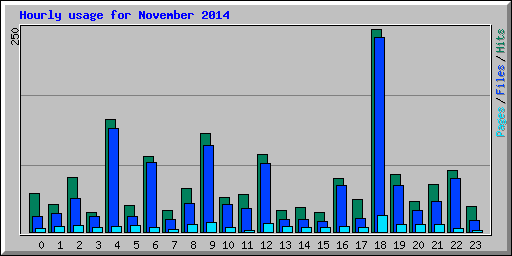 Hourly usage for November 2014
250
Pages/Files/Hits
0 1 2 3 4 5 6 7 8 9 10 11 12 13 14 15 16 17 18 19 20 21 22 23